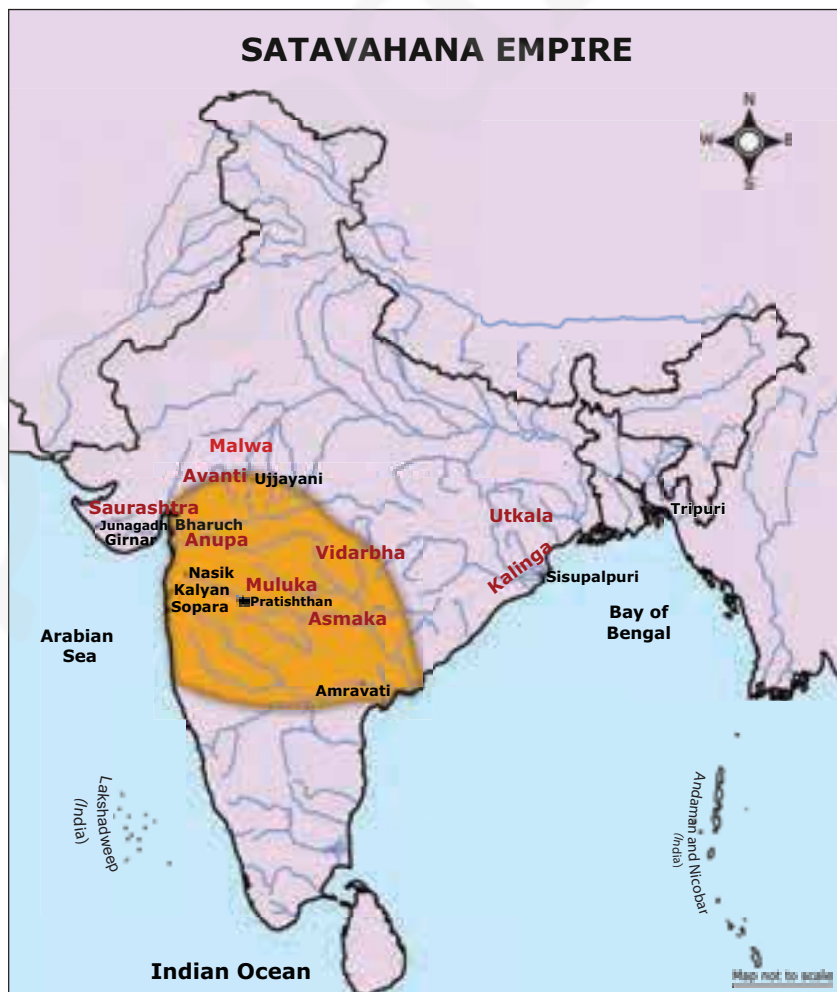 SATAVAHANA EMPIRE
N
W E
S
Malwa
Avanti
Ujjayani
Saurashtra
Junagadh
Bharuch
Girnar
Anupa
Utkala
Tripuri
Vidarbha
Kalinga
Sisupalpuri
Nasik
Muluka
Kalyan
Pratishthan
Sopara
Asmaka
Bay of
Bengal
Arabian
Sea
Amravati
Lakshadweep
(India)
Andaman and Nicobar
(India)
Indian Ocean
Map not to scale